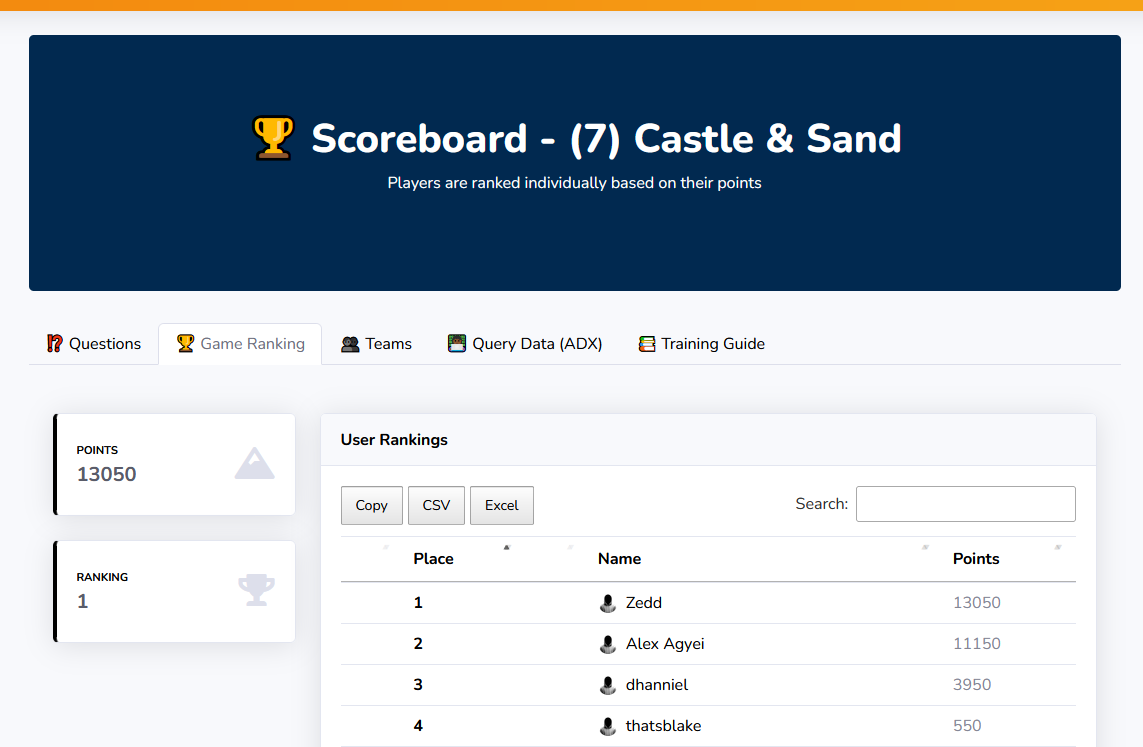 Scoreboard - (7) Castle & Sand
Players are ranked individually based on their points
Questions Game Ranking Teams Query Data (ADX) Training Guide
POINTS
13050
RANKING
1
User Rankings
Copy CSV Excel Search:
Place Name Points
1 Zedd 13050
2 Alex Agyei 11150
3 dhanniel 3950
4 thatsblake 550